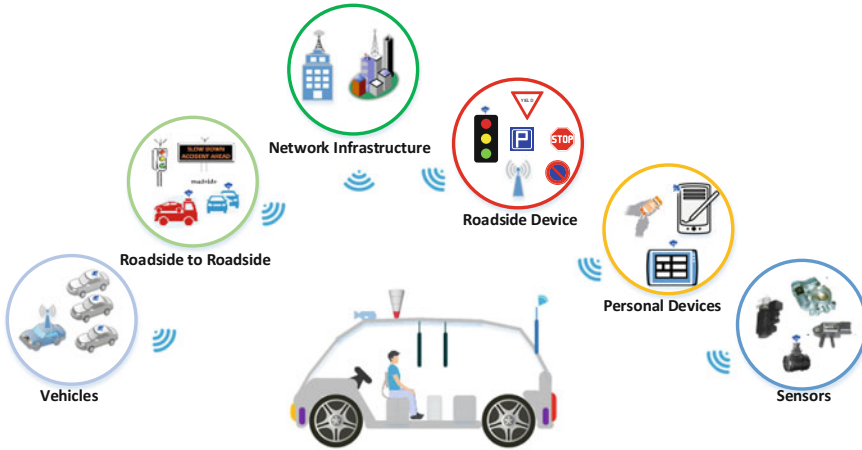 Network Infrastructure
YIELD
P
STOP
Roadside Device
SLOW DOWN
ACCIDENT AHEAD
roadside
Roadside to Roadside
Personal Devices
Vehicles
Sensors